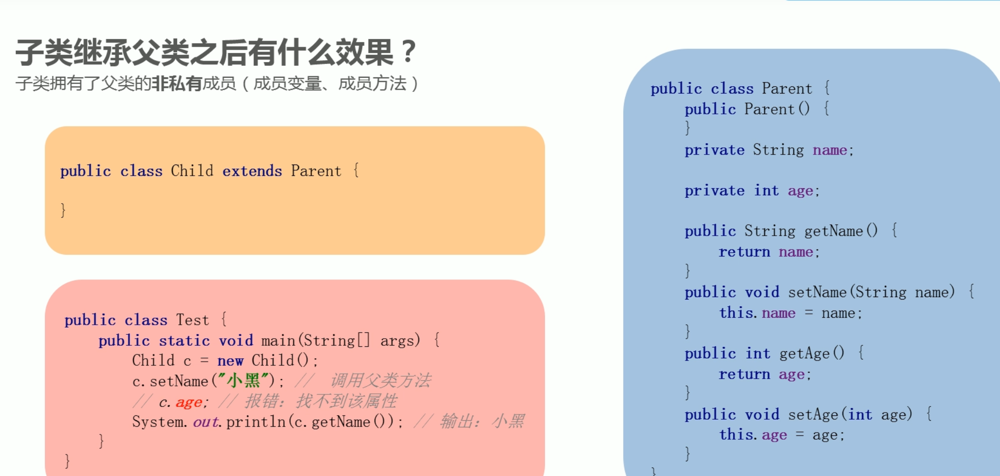 子类继承父类之后有什么效果？
子类拥有了父类的非私有成员（成员变量、成员方法）
public class Child extends Parent {
}
public class Test {
public static void main(String[] args) {
Child c = new Child();
c.setName("小黑"); // 调用父类方法
// c.age; // 报错：找不到该属性
System.out.println(c.getName()); // 输出：小黑
}
}
public class Parent {
public Parent() {
}
private String name;
private int age;
public String getName() {
return name;
}
public void setName(String name) {
this.name = name;
}
public int getAge() {
return age;
}
public void setAge(int age) {
this.age = age;
}
}